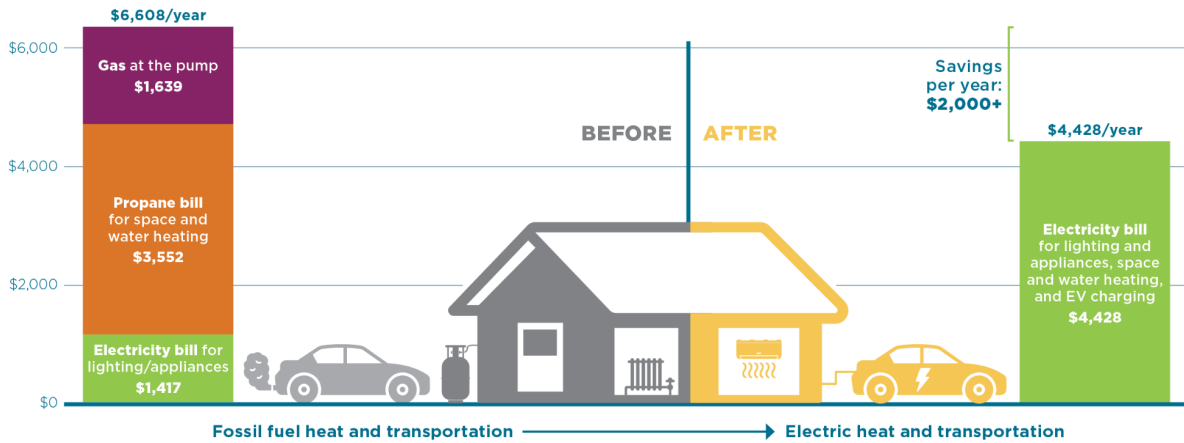 $6,608/year
$6,000
$4,000
$2,000
$0
Gas at the pump
$1,639
Propane bill
for space and
water heating
$3,552
Electricity bill for
lighting/appliances
$1,417
BEFORE
AFTER
Savings
per year:
$2,000+
$4,428/year
Electricity bill
for lighting and
appliances, space
and water heating,
and EV charging
$4,428
Fossil fuel heat and transportation
Electric heat and transportation